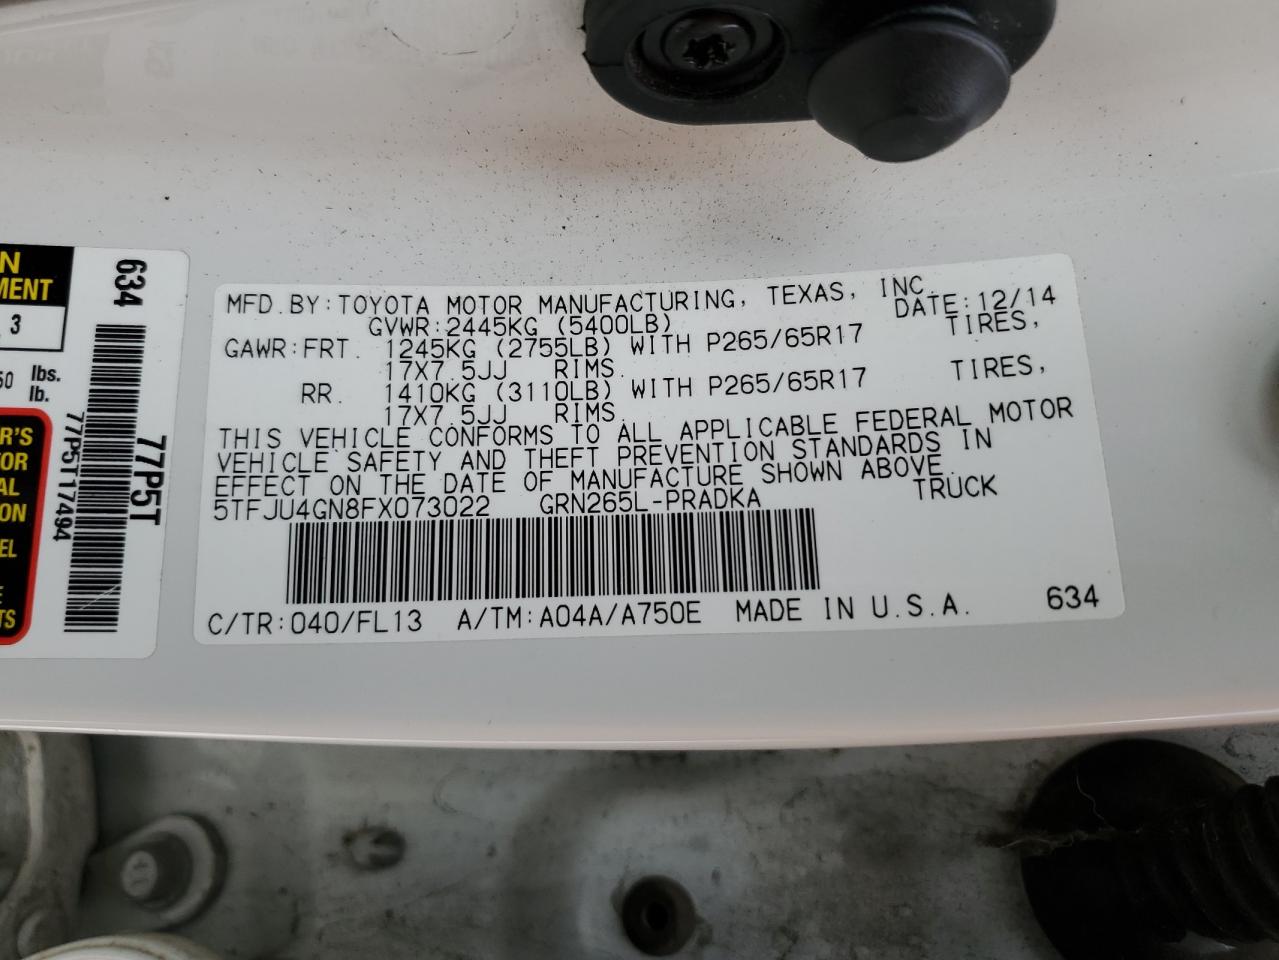 MFD.BY:TOYOTA MOTOR MANUFACTURING, TEXAS, INC.
DATE:12/14
GVWR:2445KG (5400LB)
GAWR:FRT. 1245KG (2755LB) WITH P265/65R17 TIRES,
17X7.5JJ RIMS.
RR. 1410KG (3110LB) WITH P265/65R17 TIRES,
17X7.5JJ RIMS.
THIS VEHICLE CONFORMS TO ALL APPLICABLE FEDERAL MOTOR
VEHICLE SAFETY AND THEFT PREVENTION STANDARDS IN
EFFECT ON THE DATE OF MANUFACTURE SHOWN ABOVE.
5TFJU4GN8FX073022 GRN265L-PRADKA TRUCK
C/TR:040/FL13 A/TM:A04A/A750E MADE IN U.S.A. 634
634
77P5T
77P5T17494
3
lbs.
lb.